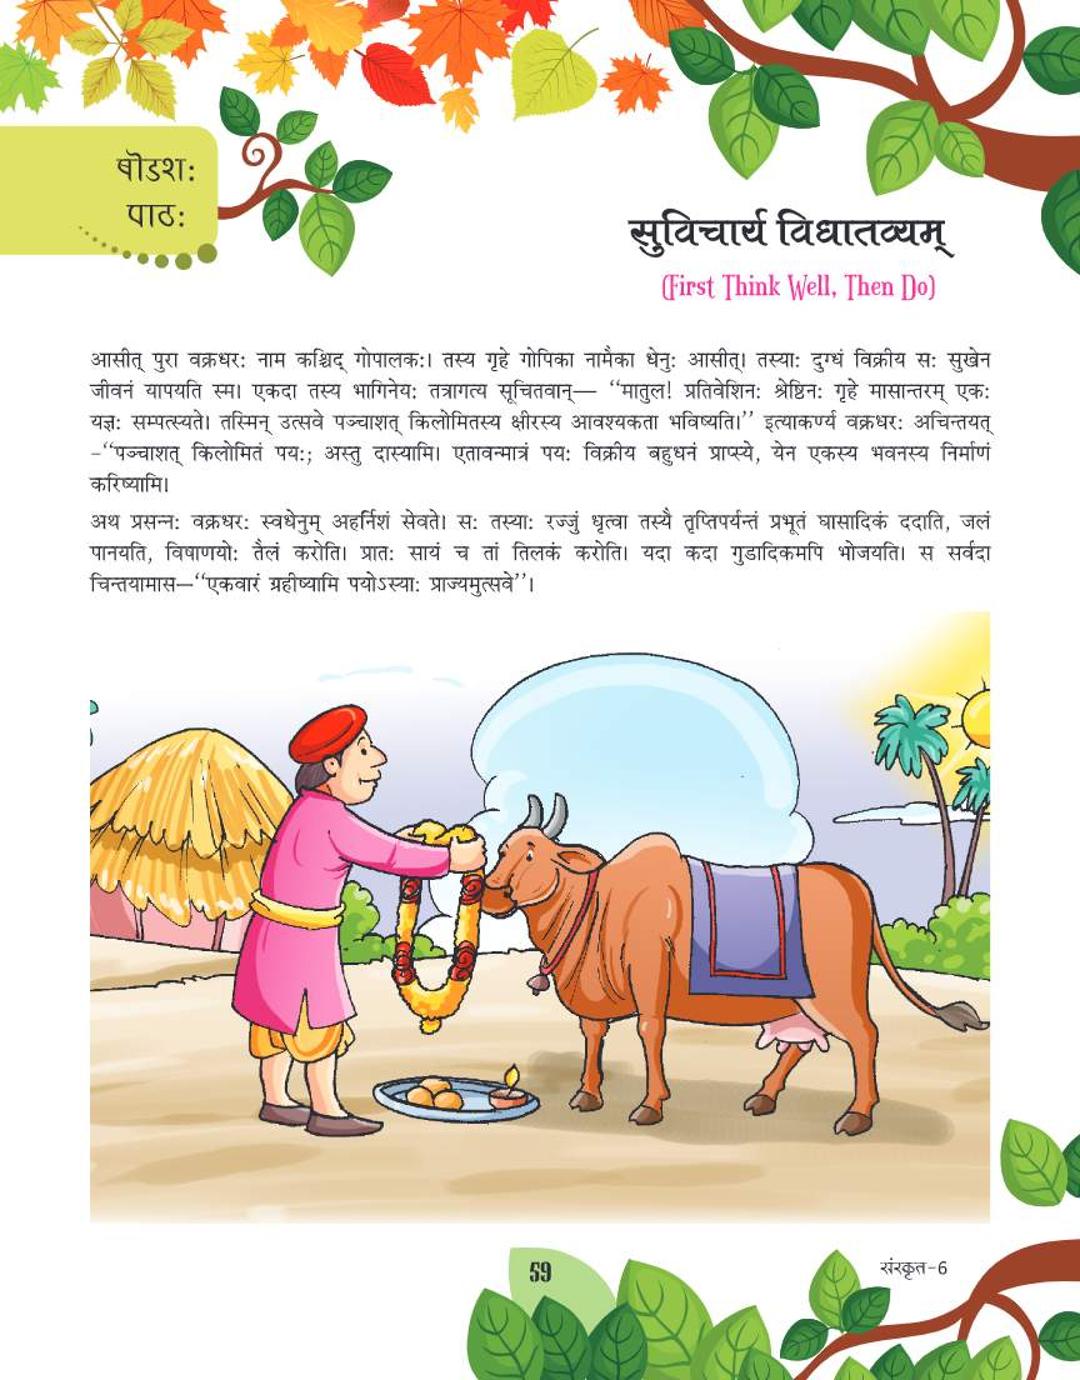 षोडशः
पाठः
सुविचार्य विधातव्यम्
(First Think Well, Then Do)
आसीत् पुरा वक्रधरः नाम कश्चिद् गोपालकः। तस्य गृहे गोपिका नामैका धेनुः आसीत्। तस्याः दुग्धं विक्रीय सः सुखेन
जीवनं यापयति स्म। एकदा तस्य भागिनेयः तत्रागत्य सूचितवान्— ‘‘मातुल! प्रतिवेशिनः श्रेष्ठिनः गृहे मासान्तरम् एकः
यज्ञः सम्पत्स्यते। तस्मिन् उत्सवे पञ्चाशत् किलोमितस्य क्षीरस्य आवश्यकता भविष्यति।’’ इत्याकर्ण्य वक्रधरः अचिन्तयत्
-‘‘पञ्चाशत् किलोमितं पयः; अस्तु दास्यामि। एतावन्मात्रं पयः विक्रीय बहुधनं प्राप्स्ये, येन एकस्य भवनस्य निर्माणं
करिष्यामि।
अथ प्रसन्नः वक्रधरः स्वधेनुम् अहर्निशं सेवते। सः तस्याः रज्जुं धृत्वा तस्यै तृप्तिपर्यन्तं प्रभूतं घासादिकं ददाति, जलं
पानयति, विषाणयोः तैलं करोति। प्रातः सायं च तां तिलकं करोति। यदा कदा गुडादिकमपि भोजयति। स सर्वदा
चिन्तयामास—‘‘एकवारं ग्रहीष्यामि पयोऽस्याः प्राज्यमुत्सवे’’।
59
संस्कृत-6